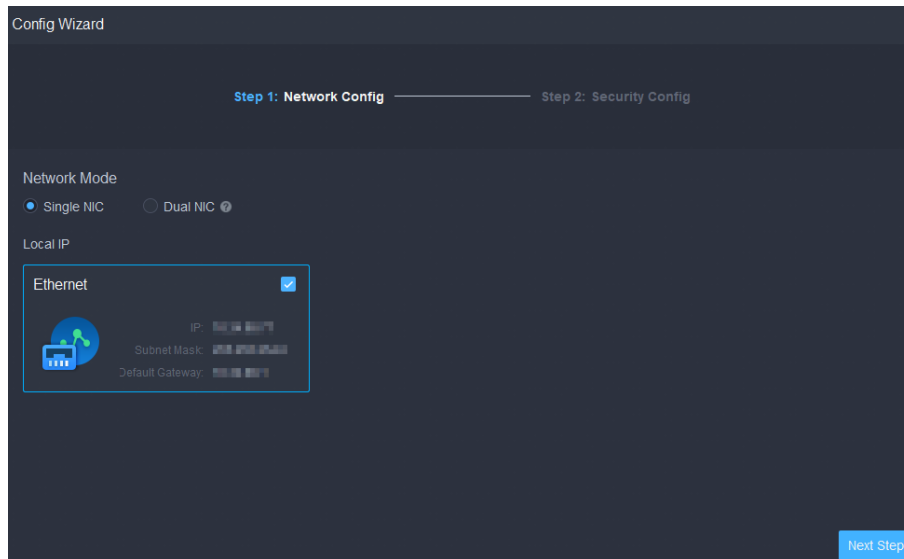 Config Wizard
Step 1: Network Config Step 2: Security Config
Network Mode
Single NIC Dual NIC ?
Local IP
Ethernet
IP:
Subnet Mask:
Default Gateway:
Next Step